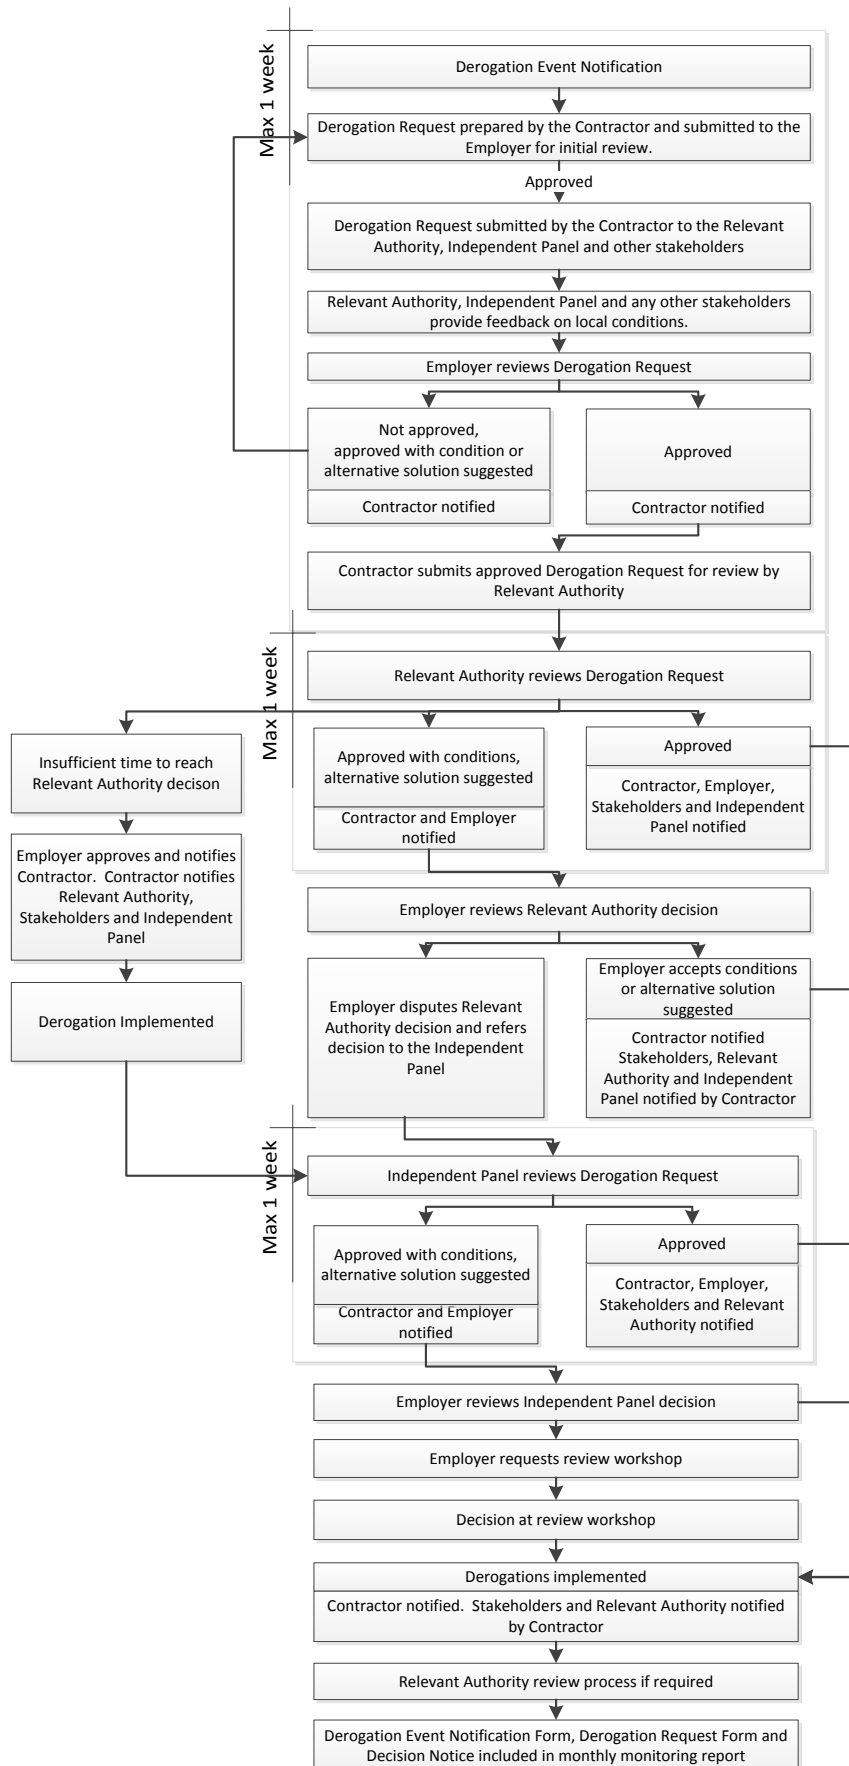 Max 1 week
Derogation Event Notification
Derogation Request prepared by the Contractor and submitted to the
Employer for initial review.
Approved
Derogation Request submitted by the Contractor to the Relevant
Authority, Independent Panel and other stakeholders
Relevant Authority, Independent Panel and any other stakeholders
provide feedback on local conditions.
Employer reviews Derogation Request
Not approved,
approved with condition or
alternative solution suggested
Contractor notified
Approved
Contractor notified
Contractor submits approved Derogation Request for review by
Relevant Authority
Max 1 week
Relevant Authority reviews Derogation Request
Insufficient time to reach
Relevant Authority decison
Approved with conditions,
alternative solution suggested
Contractor and Employer
notified
Approved
Contractor, Employer,
Stakeholders and Independent
Panel notified
Employer approves and notifies
Contractor.  Contractor notifies
Relevant Authority,
Stakeholders and Independent
Panel
Derogation Implemented
Employer reviews Relevant Authority decision
Employer disputes Relevant
Authority decision and refers
decision to the Independent
Panel
Employer accepts conditions
or alternative solution
suggested
Contractor notified
Stakeholders, Relevant
Authority and Independent
Panel notified by Contractor
Max 1 week
Independent Panel reviews Derogation Request
Approved with conditions,
alternative solution suggested
Contractor and Employer
notified
Approved
Contractor, Employer,
Stakeholders and Relevant
Authority notified
Employer reviews Independent Panel decision
Employer requests review workshop
Decision at review workshop
Derogations implemented
Contractor notified.  Stakeholders and Relevant Authority notified
by Contractor
Relevant Authority review process if required
Derogation Event Notification Form, Derogation Request Form and
Decision Notice included in monthly monitoring report